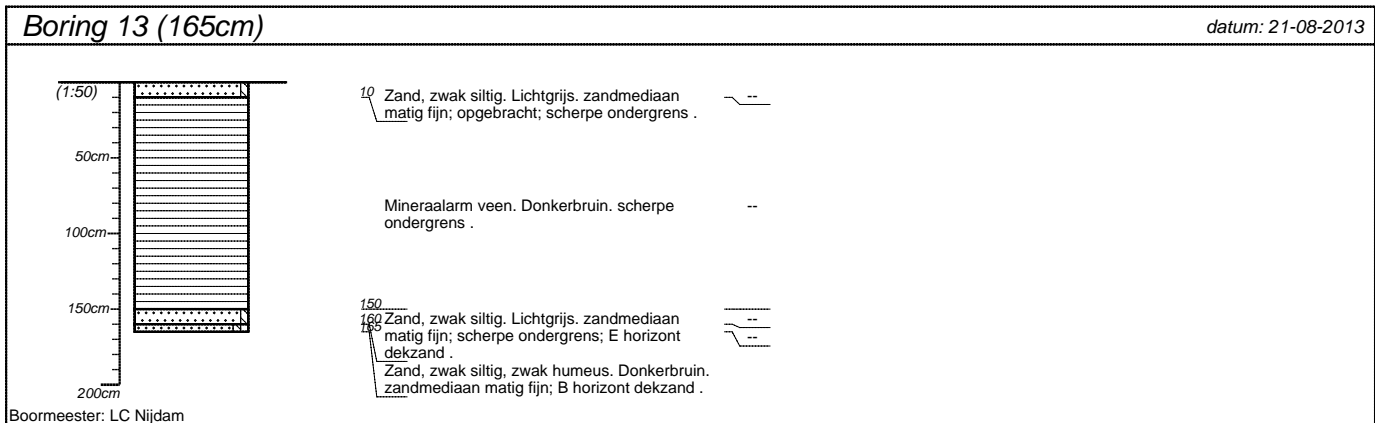 Boring 13 (165cm)
datum: 21-08-2013
(1:50)
50cm
100cm
150cm
200cm
10
Zand, zwak siltig. Lichtgrijs. zandmediaan
matig fijn; opgebracht; scherpe ondergrens .
--
Mineraalarm veen. Donkerbruin. scherpe
ondergrens .
--
150
160
Zand, zwak siltig. Lichtgrijs. zandmediaan
matig fijn; scherpe ondergrens; E horizont
dekzand .
--
165
Zand, zwak siltig, zwak humeus. Donkerbruin.
zandmediaan matig fijn; B horizont dekzand .
--
Boormeester: LC Nijdam